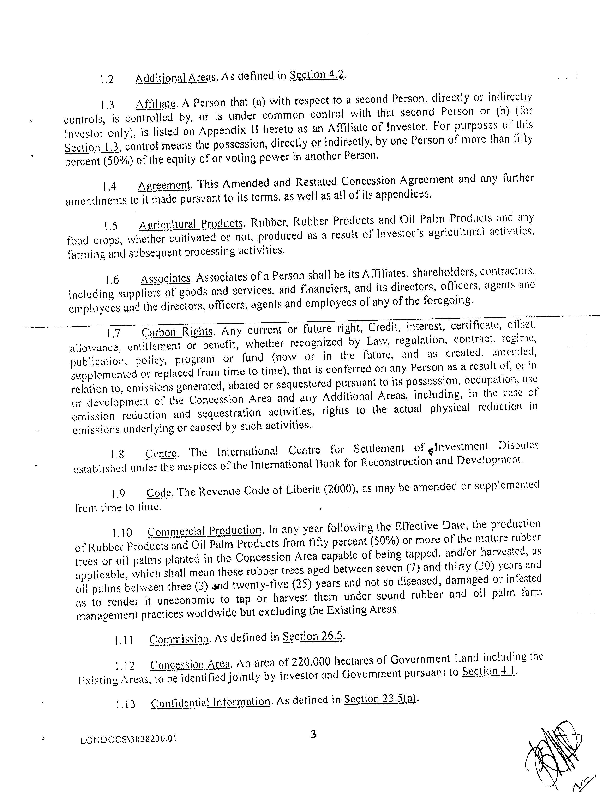 1.2 Additional Areas. As defined in Section 4.2.
1.3 Affiliate. A Person that (a) with respect to a second Person, directly or indirectly
controls, is controlled by, or is under common control with that second Person or (b) (for
Investor only), is listed on Appendix II hereto as an Affiliate of Investor. For purposes of this
Section 1.3, control means the possession, directly or indirectly, by one Person of more than fifty
percent (50%) of the equity of or voting power in another Person.
1.4 Agreement. This Amended and Restated Concession Agreement and any further
amendments to it made pursuant to its terms, as well as all of its appendices.
1.5 Agricultural Products. Rubber, Rubber Products and Oil Palm Products and any
food crops, whether cultivated or not, produced as a result of Investor's agricultural activities,
farming and subsequent processing activities.
1.6 Associates. Associates of a Person shall be its Affiliates, shareholders, contractors,
including suppliers of goods and services, and financiers, and its directors, officers, agents and
employees and the directors, officers, agents and employees of any of the foregoing.
1.7 Carbon Rights. Any current or future right, Credit, interest, certificate, offset,
allowance, entitlement or benefit, whether recognized by Law, regulation, contract, regime,
publication, policy, program or fund (now or in the future, and as created, amended,
supplemented or replaced from time to time), that is conferred on any Person as a result of, or in
relation to, emissions generated, abated or sequestered pursuant to its possession, occupation, use
or development of the Concession Area and any Additional Areas, including, in the case of
emission reduction and sequestration activities, rights to the actual physical reduction in
emissions underlying or caused by such activities.
1.8 Centre. The International Centre for Settlement of Investment Disputes
established under the auspices of the International Bank for Reconstruction and Development.
1.9 Code. The Revenue Code of Liberia (2000), as may be amended or supplemented
from time to time.
1.10 Commercial Production. In any year following the Effective Date, the production
of Rubber Products and Oil Palm Products from fifty percent (50%) or more of the mature rubber
trees or oil palms planted in the Concession Area capable of being tapped, and/or harvested, as
applicable, which shall mean those rubber trees aged between seven (7) and thirty (30) years and
oil palms between three (3) and twenty-five (25) years and not so diseased, damaged or infested
as to render it uneconomic to tap or harvest them under sound rubber and oil palm farm
management practices worldwide but excluding the Existing Areas.
1.11 Commission. As defined in Section 26.5.
1.12 Concession Area. An area of 220,000 hectares of Government Land including the
Existing Areas, to be identified jointly by Investor and Government pursuant to Section 4.1.
1.13 Confidential Information. As defined in Section 23.5(a).
3